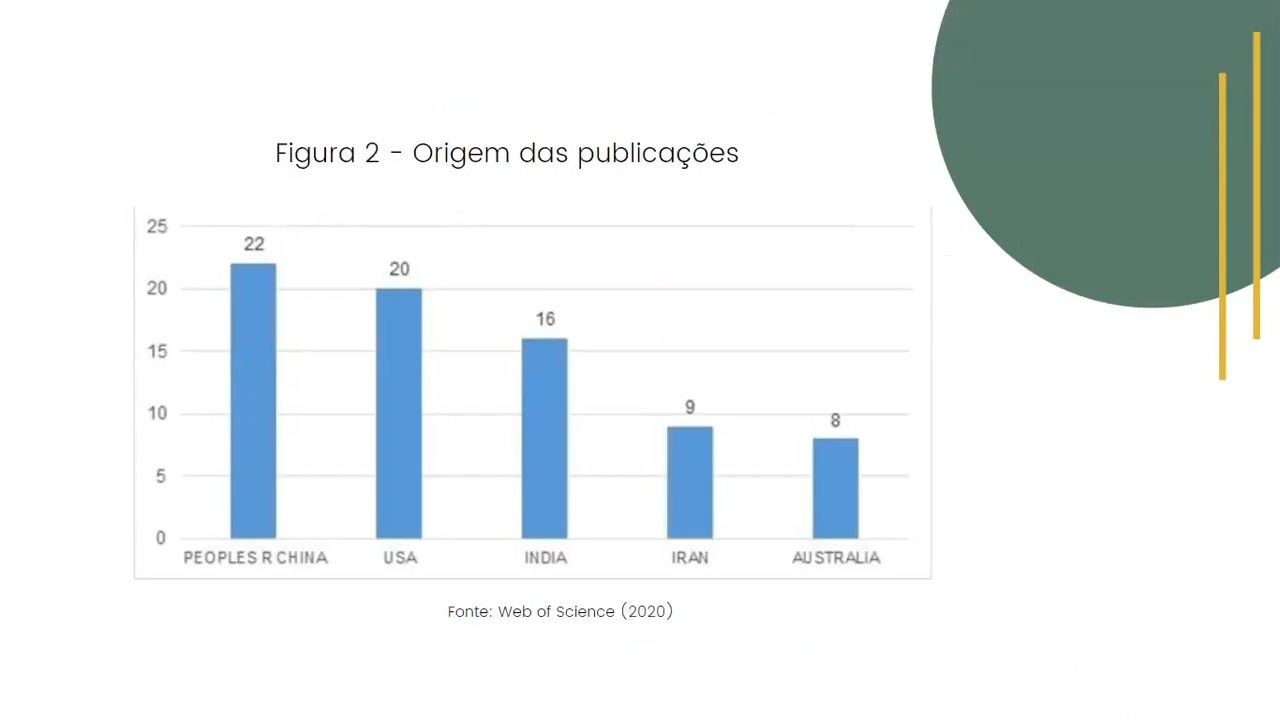 Figura 2 - Origem das publicações
25
22
20
20
16
15
10
9
8
5
0
PEOPLES R CHINA
USA
INDIA
IRAN
AUSTRALIA
Fonte: Web of Science (2020)